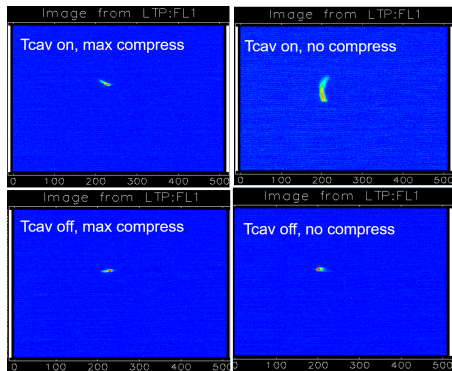 Image from LTP:FL1
Tcav on, max compress
0 100 200 300 400 500
Image from LTP:FL1
Tcav on, no compress
0 100 200 300 400 500
Image from LTP:FL1
Tcav off, max compress
0 100 200 300 400 500
Image from LTP:FL1
Tcav off, no compress
0 100 200 300 400 500